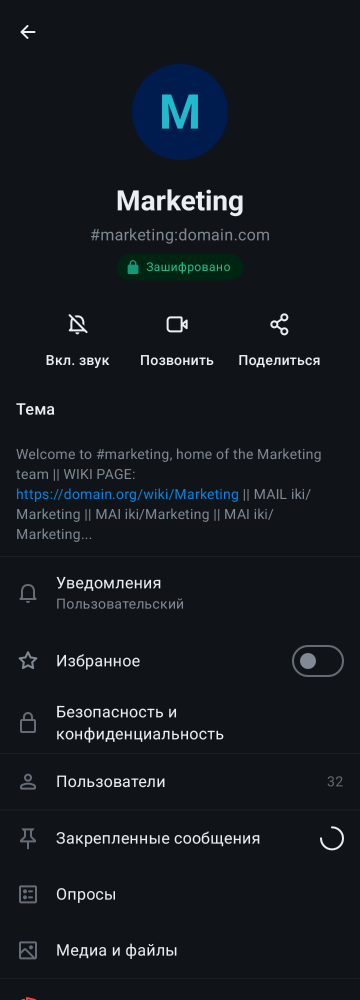 M
Marketing
#marketing:domain.com
Зашифровано
Вкл. звук
Позвонить
Поделиться
Тема
Welcome to #marketing, home of the Marketing
team || WIKI PAGE:
https://domain.org/wiki/Marketing || MAIL iki/
Marketing || MAI iki/Marketing || MAI iki/
Marketing...
Уведомления
Пользовательский
Избранное
Безопасность и
конфиденциальность
Пользователи 32
Закрепленные сообщения
Опросы
Медиа и файлы